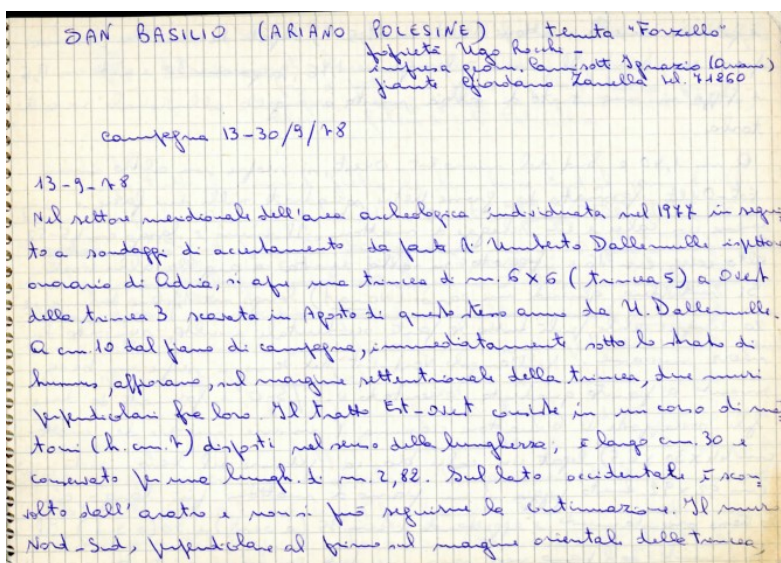 SAN BASILIO (ARIANO POLESINE) tenuta "Forzello"
proprietà Ugo Rocchi -
impresa geom. Camisott Ignazio (Ariano)
Giordano Zanella tel. 71260
campagna 13-30/9/78
13-9-78
Nel settore meridionale dell'area archeologica individuata nel 1977 in segui
to a sondaggi di accertamento da parte di Umberto Dallemulle ispettore
onorario di Adria, si apre una trincea di m. 6x6 (trincea 5) a Ovest
della trincea 3 scavata in Agosto di questo stesso anno da U. Dallemulle.
A cm. 10 dal piano di campagna, immediatamente sotto lo strato di
humus, affiorano, sul margine settentrionale della trincea, due muri
perpendicolari fra loro. Il tratto Est-Ovest consiste in un corso di mat
toni (h. cm. 7) disposti nel senso della lunghezza; è largo cm. 30 e
conservato per una lungh. di m. 2,82. Sul lato occidentale è scon=
volto dall'aratro e non si può seguirne la continuazione. Il muro
Nord-Sud, perpendicolare al primo sul margine orientale della trincea,